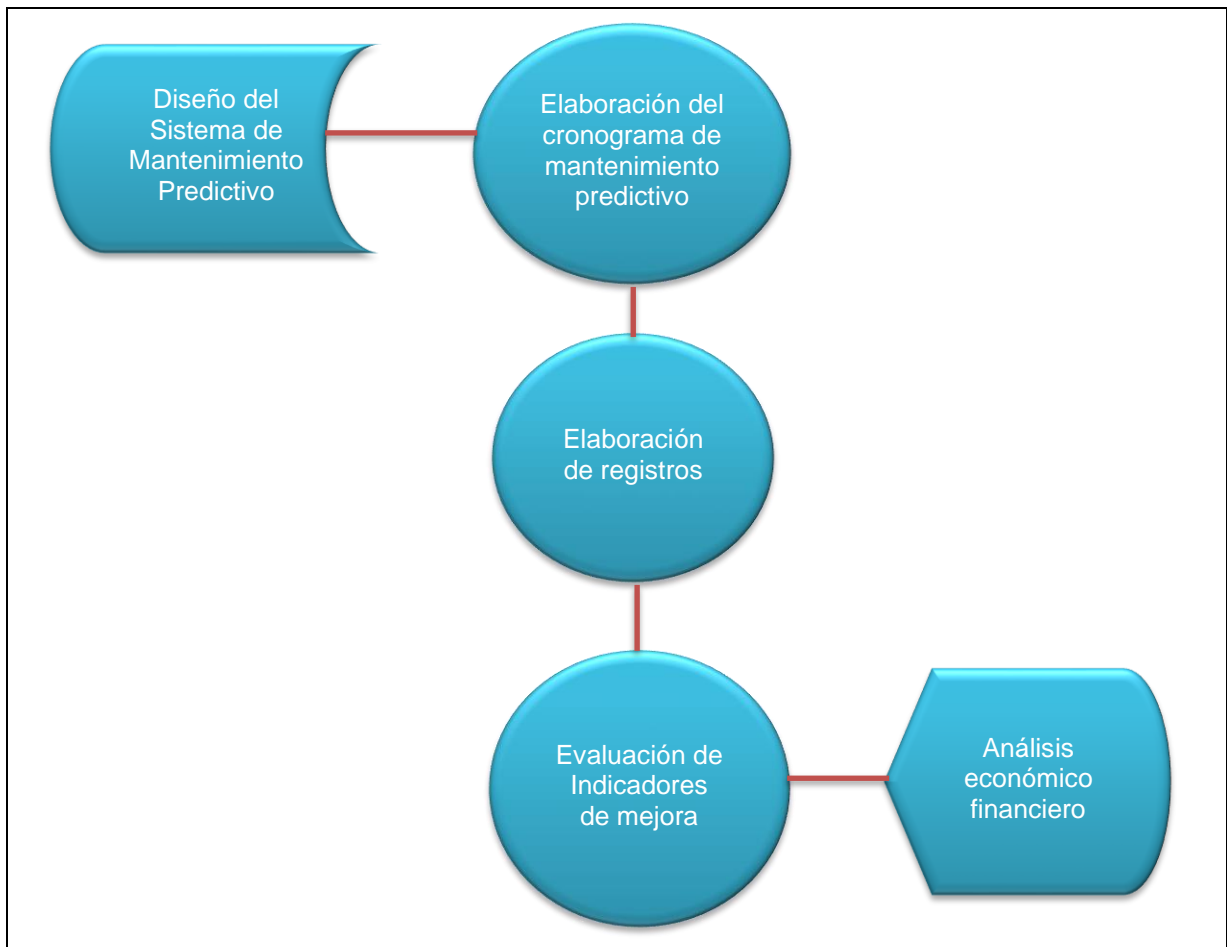 Diseño del
Sistema de
Mantenimiento
Predictivo
Elaboración del
cronograma de
mantenimiento
predictivo
Elaboración
de registros
Evaluación de
Indicadores
de mejora
Análisis
económico
financiero